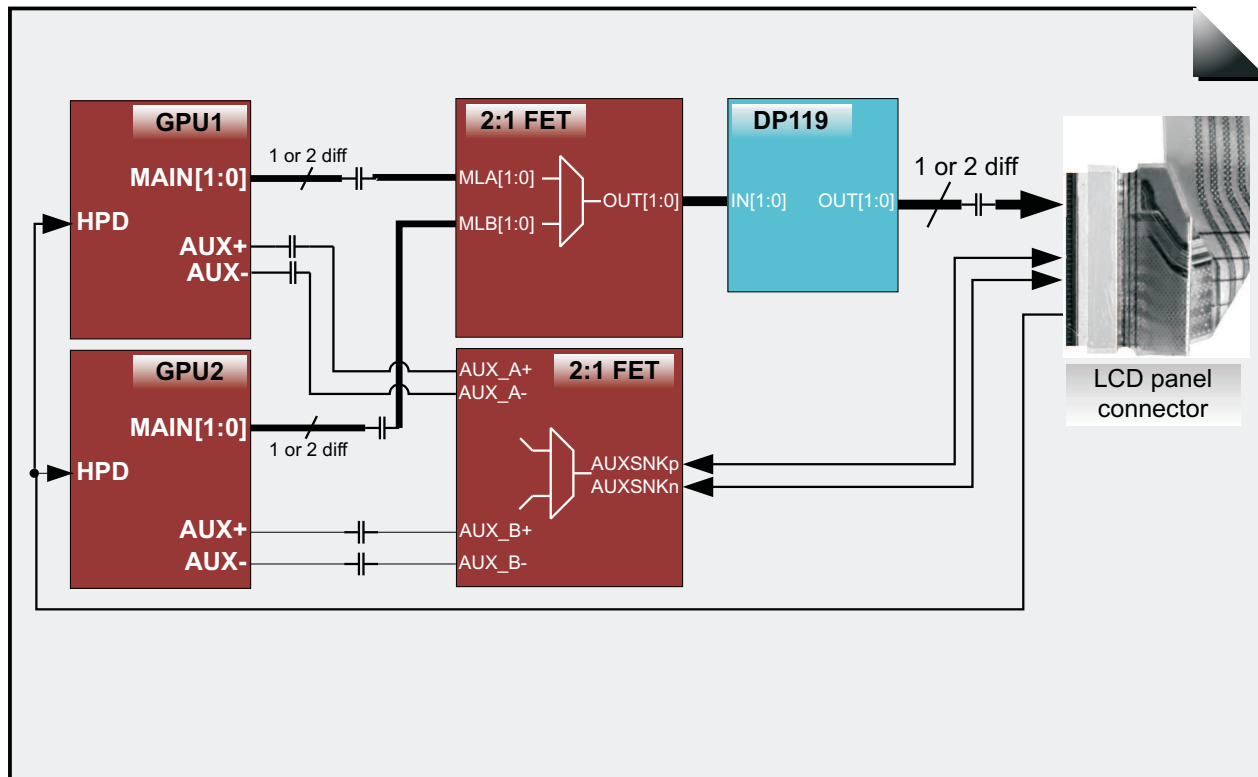 GPU1
MAIN[1:0]
HPD
AUX+
AUX-
1 or 2 diff
2:1 FET
MLA[1:0]
MLB[1:0]
OUT[1:0]
DP119
IN[1:0]
OUT[1:0]
1 or 2 diff
LCD panel
connector
GPU2
MAIN[1:0]
HPD
AUX+
AUX-
1 or 2 diff
2:1 FET
AUX_A+
AUX_A-
AUXSNKp
AUXSNKn
AUX_B+
AUX_B-